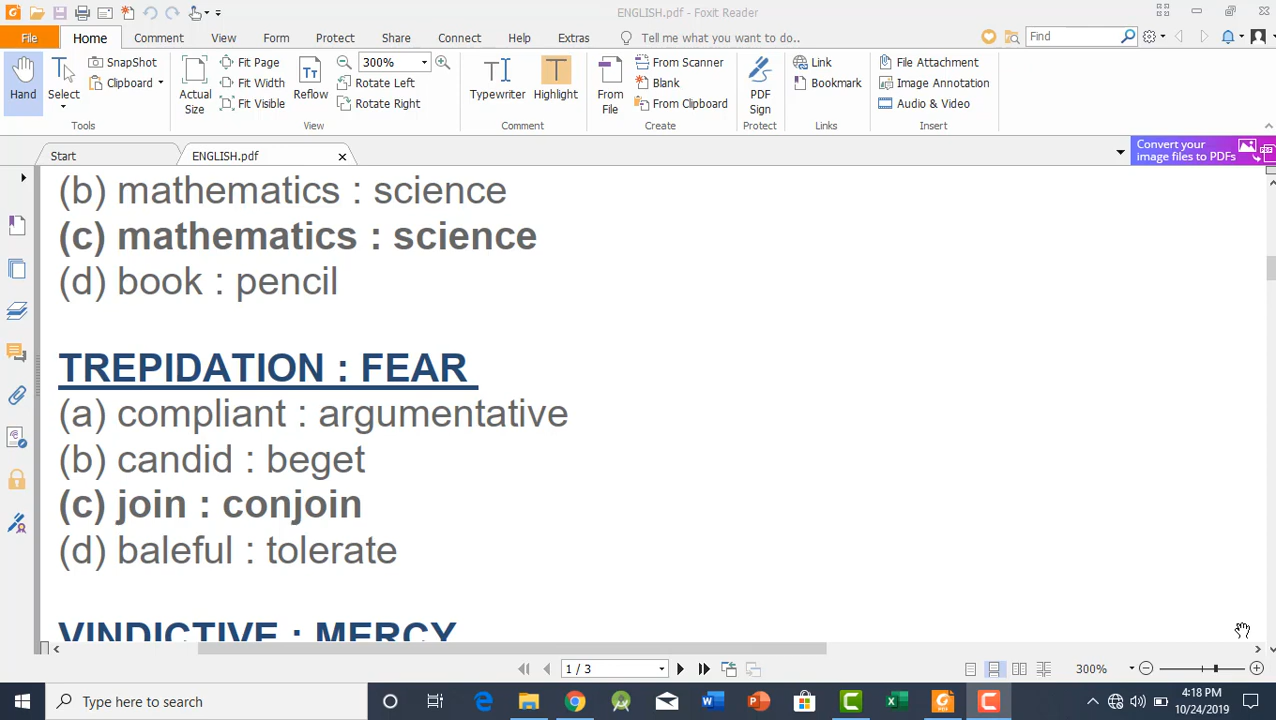 ENGLISH.pdf - Foxit Reader
File Home Comment View Form Protect Share Connect Help Extras Tell me what you want to do.. Find
Hand
Select
SnapShot
Clipboard
Tools
Actual Size
Fit Page
Fit Width
Fit Visible
Reflow
300%
Rotate Left
Rotate Right
View
Typewriter
Highlight
Comment
From File
From Scanner
Blank
From Clipboard
Create
PDF Sign
Protect
Link
Bookmark
Links
File Attachment
Image Annotation
Audio & Video
Insert
Start
ENGLISH.pdf
Convert your
image files to PDFs
(b) mathematics : science
(c) mathematics : science
(d) book : pencil
TREPIDATION : FEAR
(a) compliant : argumentative
(b) candid : beget
(c) join : conjoin
(d) baleful : tolerate
VINDICTIVE : MERCY
1 / 3
300%
Type here to search
4:18 PM
10/24/2019